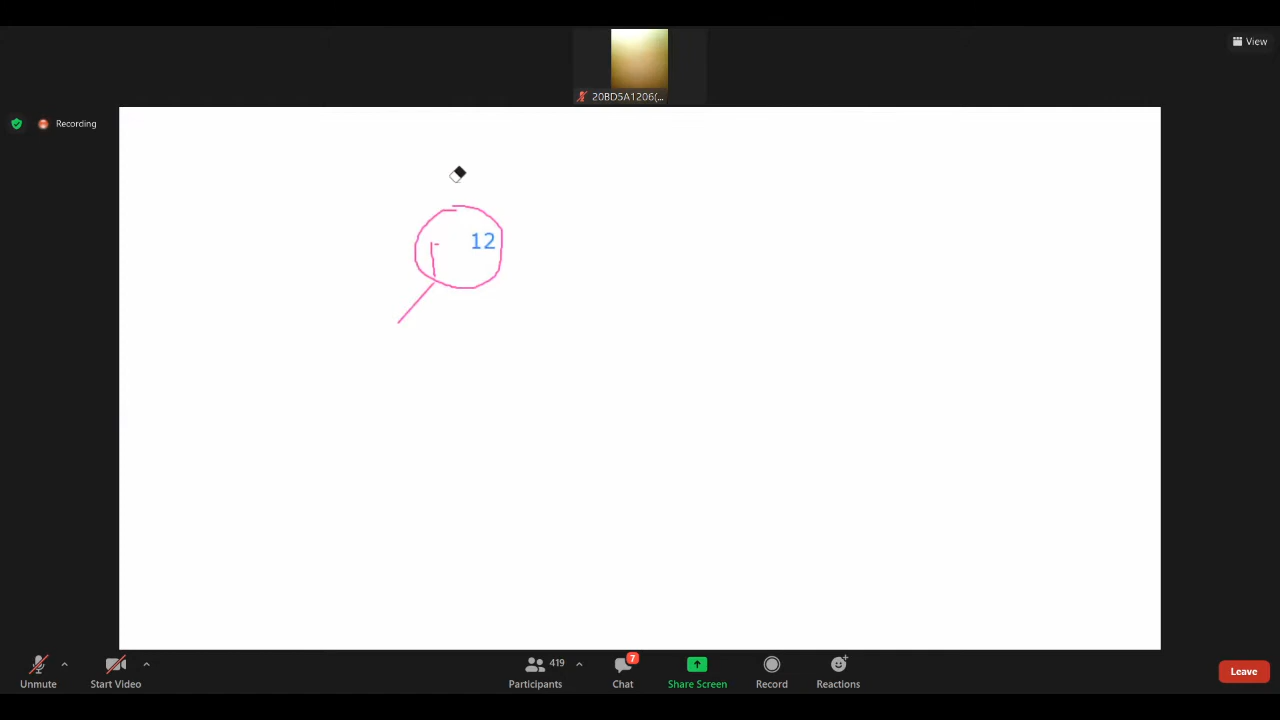 View
20BD5A1206(...
Recording
12
Unmute
Start Video
419
Participants
7
Chat
Share Screen
Record
Reactions
Leave